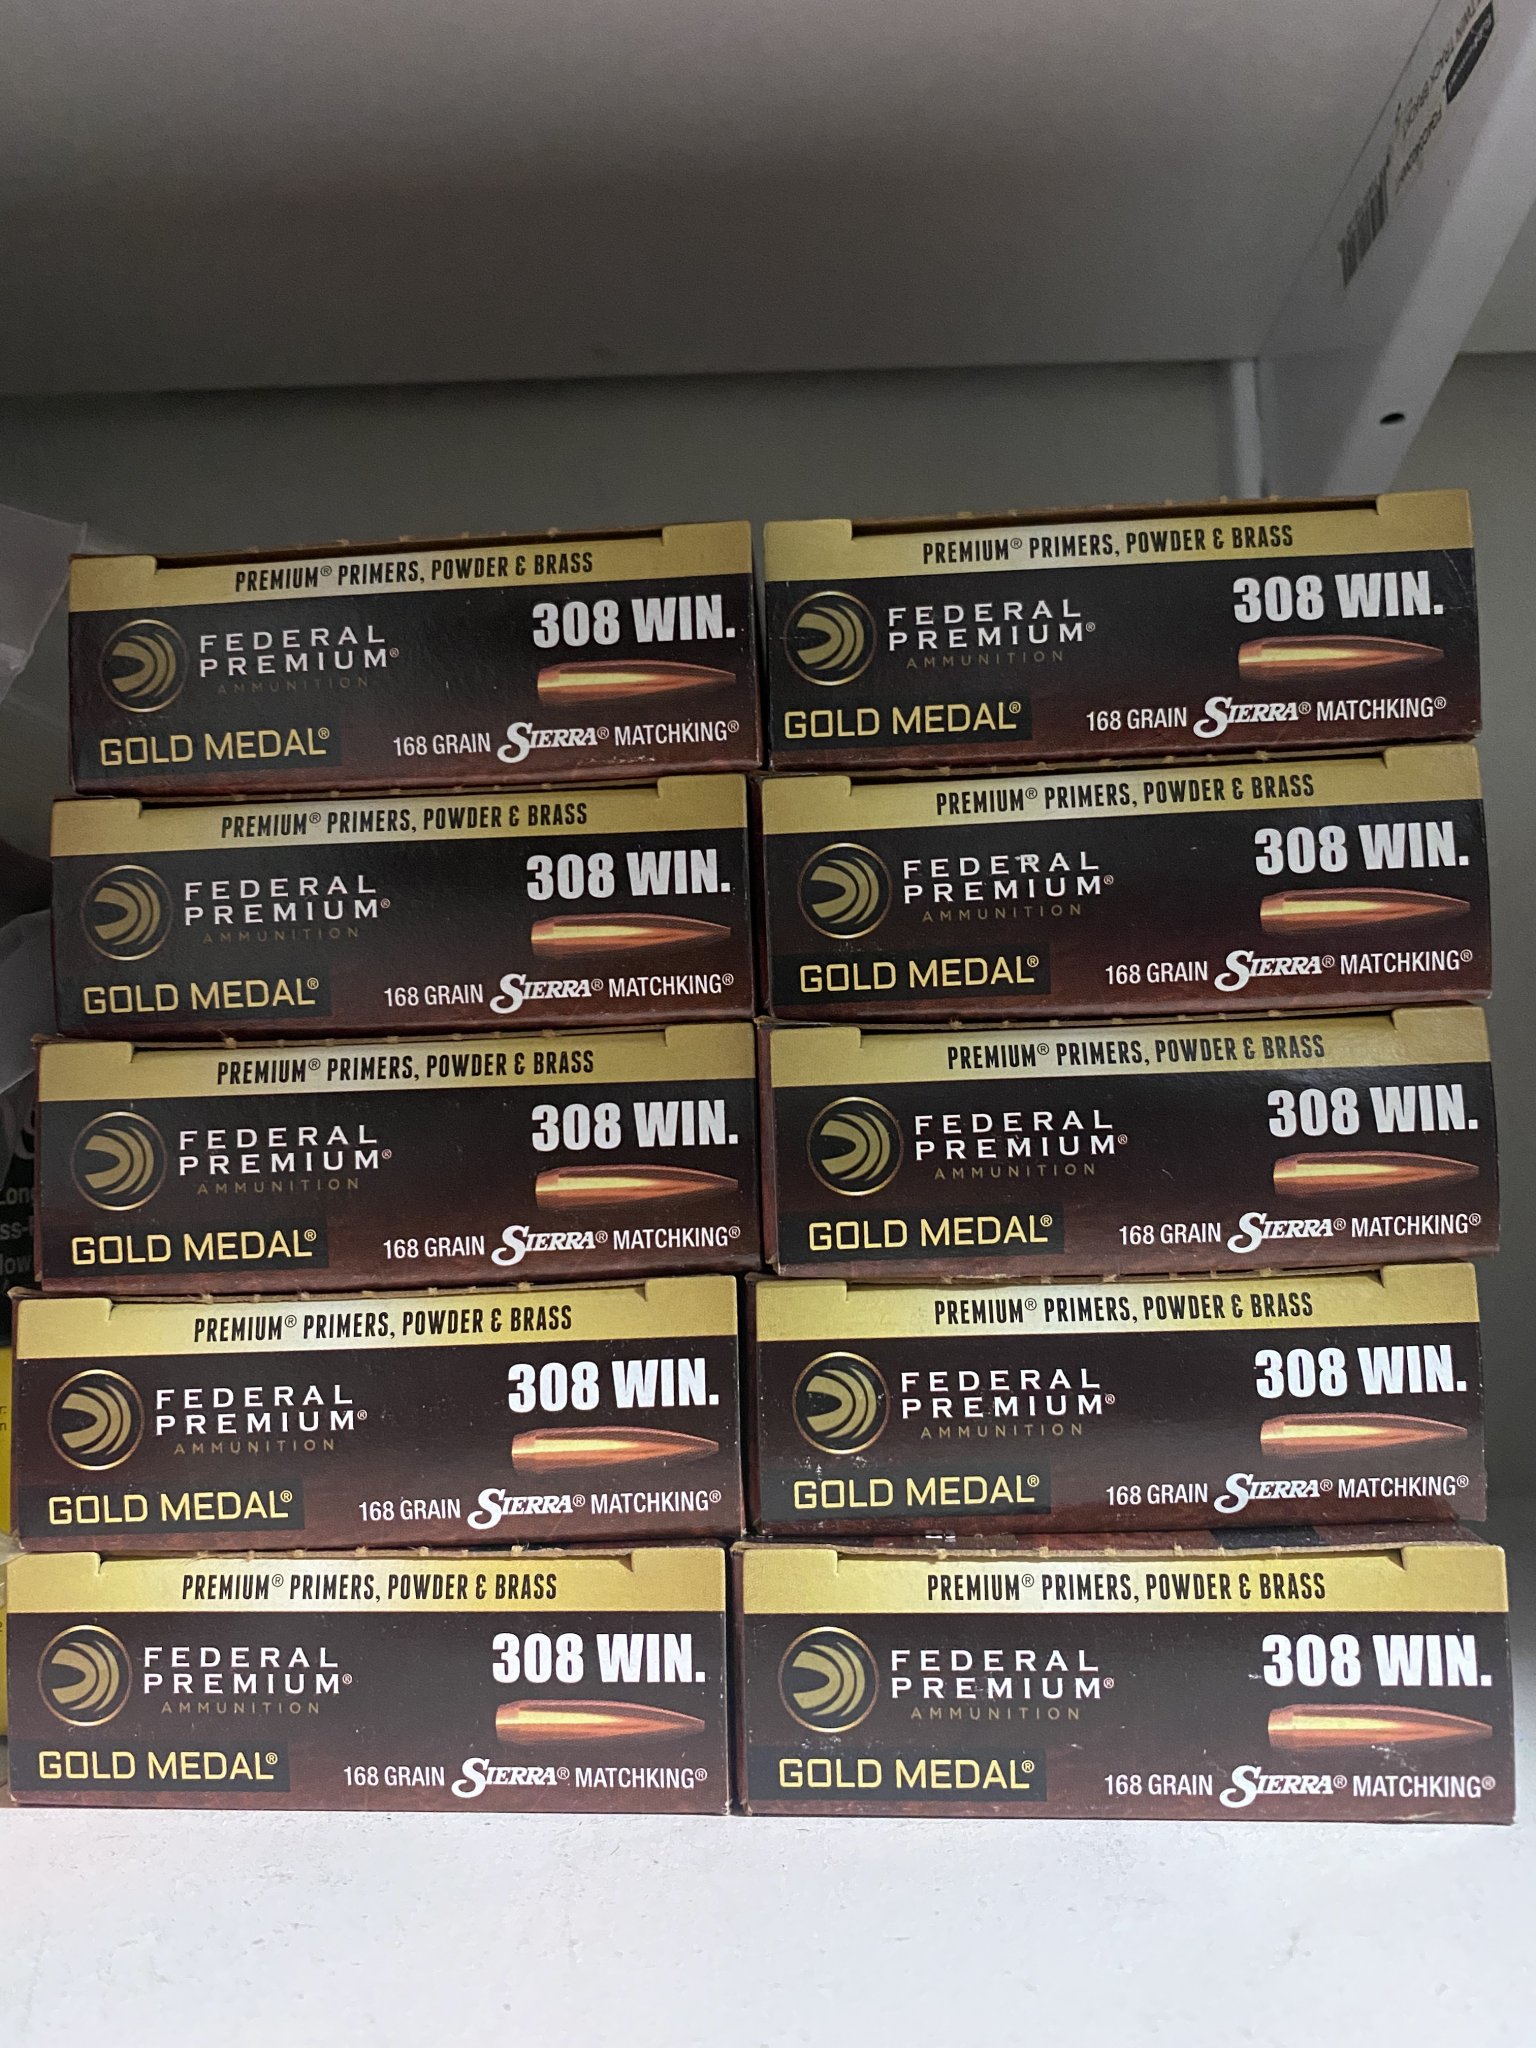 PREMIUM® PRIMERS, POWDER & BRASS
FEDERAL
PREMIUM®
AMMUNITION
308 WIN.
GOLD MEDAL®
168 GRAIN SIERRA® MATCHKING®
PREMIUM® PRIMERS, POWDER & BRASS
FEDERAL
PREMIUM®
AMMUNITION
308 WIN.
GOLD MEDAL®
168 GRAIN SIERRA® MATCHKING®
PREMIUM® PRIMERS, POWDER & BRASS
FEDERAL
PREMIUM®
AMMUNITION
308 WIN.
GOLD MEDAL®
168 GRAIN SIERRA® MATCHKING®
PREMIUM® PRIMERS, POWDER & BRASS
FEDERAL
PREMIUM®
AMMUNITION
308 WIN.
GOLD MEDAL®
168 GRAIN SIERRA® MATCHKING®
PREMIUM® PRIMERS, POWDER & BRASS
FEDERAL
PREMIUM®
AMMUNITION
308 WIN.
GOLD MEDAL®
168 GRAIN SIERRA® MATCHKING®
PREMIUM® PRIMERS, POWDER & BRASS
FEDERAL
PREMIUM®
AMMUNITION
308 WIN.
GOLD MEDAL®
168 GRAIN SIERRA® MATCHKING®
PREMIUM® PRIMERS, POWDER & BRASS
FEDERAL
PREMIUM®
AMMUNITION
308 WIN.
GOLD MEDAL®
168 GRAIN SIERRA® MATCHKING®
PREMIUM® PRIMERS, POWDER & BRASS
FEDERAL
PREMIUM®
AMMUNITION
308 WIN.
GOLD MEDAL®
168 GRAIN SIERRA® MATCHKING®
PREMIUM® PRIMERS, POWDER & BRASS
FEDERAL
PREMIUM®
AMMUNITION
308 WIN.
GOLD MEDAL®
168 GRAIN SIERRA® MATCHKING®
PREMIUM® PRIMERS, POWDER & BRASS
FEDERAL
PREMIUM®
AMMUNITION
308 WIN.
GOLD MEDAL®
168 GRAIN SIERRA® MATCHKING®